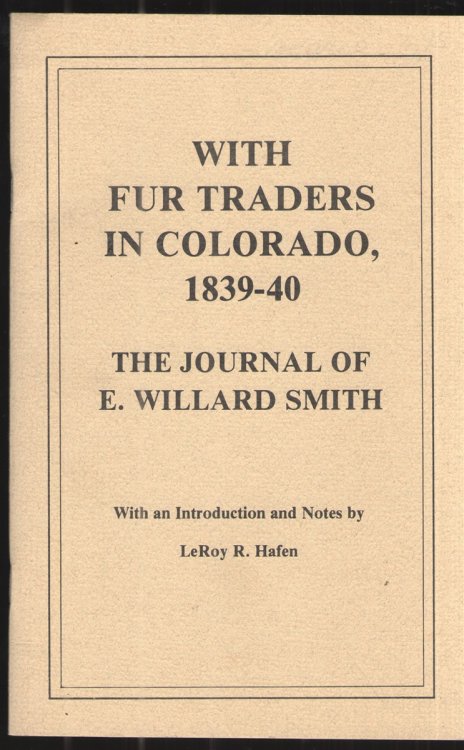 WITH
FUR TRADERS
IN COLORADO,
1839-40
THE JOURNAL OF
E. WILLARD SMITH
With an Introduction and Notes by
LeRoy R. Hafen